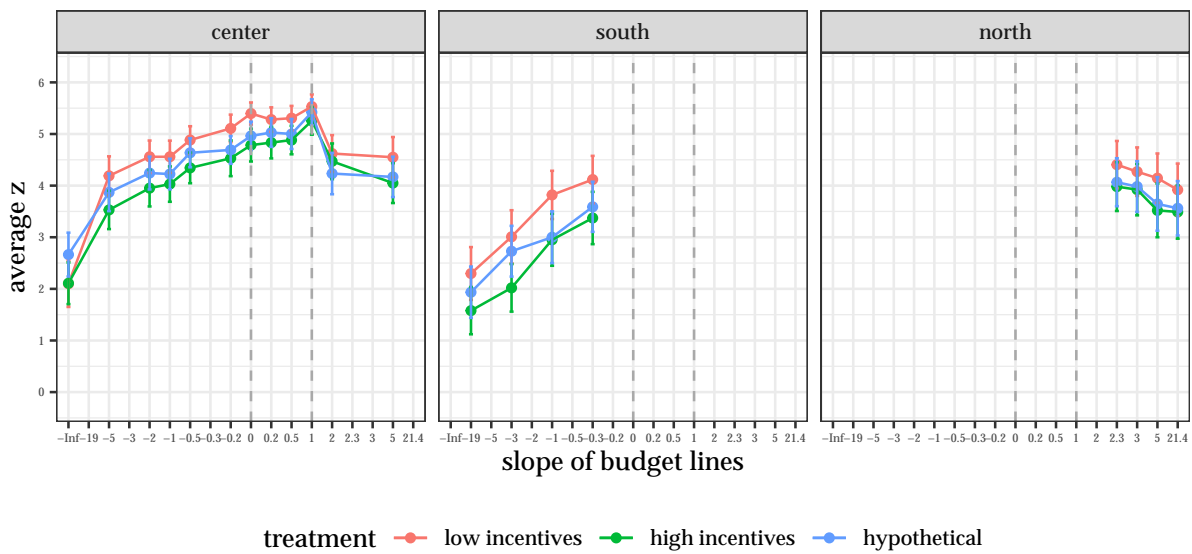 center south north
6
5
4
3
2
1
0
average z
-Inf -19 -5 -3 -2 -1 -0.5 -0.3 -0.2 0 0.2 0.5 1 2 2.3 3 5 21.4 -Inf -19 -5 -3 -2 -1 -0.5 -0.3 -0.2 0 0.2 0.5 1 2 2.3 3 5 21.4 -Inf -19 -5 -3 -2 -1 -0.5 -0.3 -0.2 0 0.2 0.5 1 2 2.3 3 5 21.4
slope of budget lines
treatment low incentives high incentives hypothetical